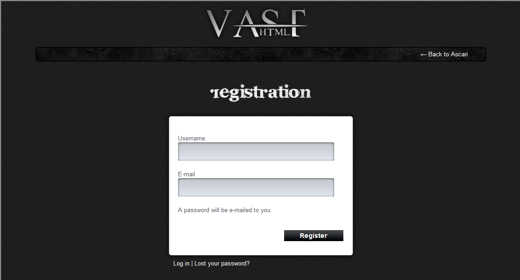 VAST
HTML
← Back to Ascari
registration
Username
E-mail
A password will be e-mailed to you.
Register
Log in | Lost your password?